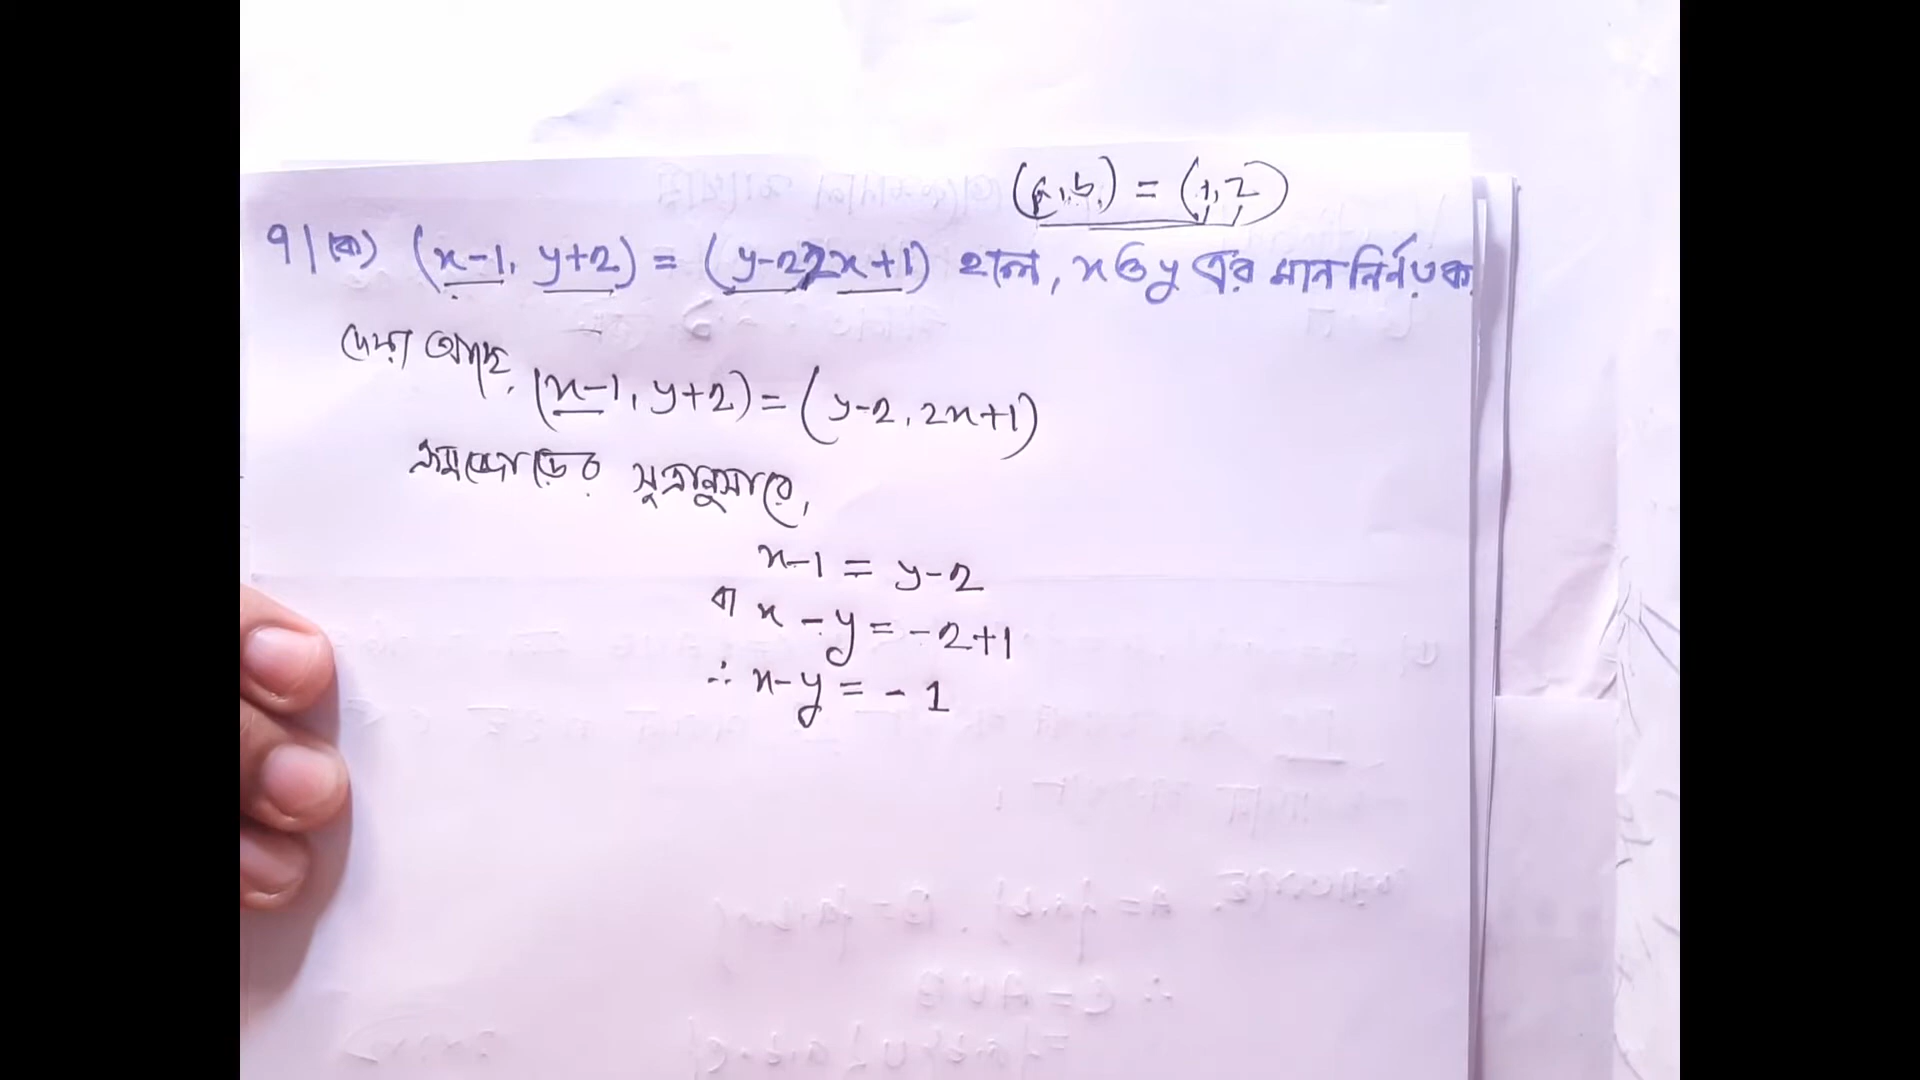 (a, b) = (1, 2)
৭। (ক) (x-1, y+2) = (y-2, 2x+1) হলে, x ও y এর মান নির্ণয় কর
দেয়া আছে, (x-1, y+2) = (y-2, 2x+1)
ক্রমজোড়ের সূত্রানুসারে,
x-1 = y-2
বা x - y = -2+1
∴ x-y = - 1